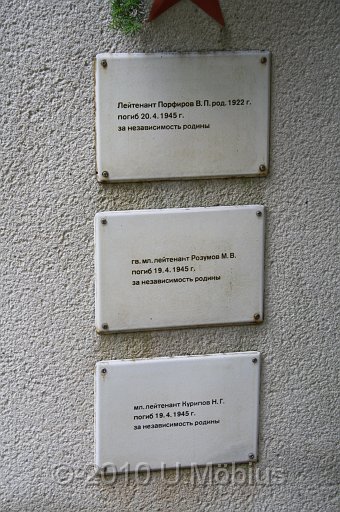 Лейтенант Порфиров В. П. род. 1922 г.
погиб 20. 4. 1945 г.
за независимость родины
гв. мл. лейтенант Розумов М. В.
погиб 19. 4. 1945 г.
за независимость родины
мл. лейтенант Курипов Н. Г.
погиб 19. 4. 1945 г.
за независимость родины
© 2010 U.Möbius